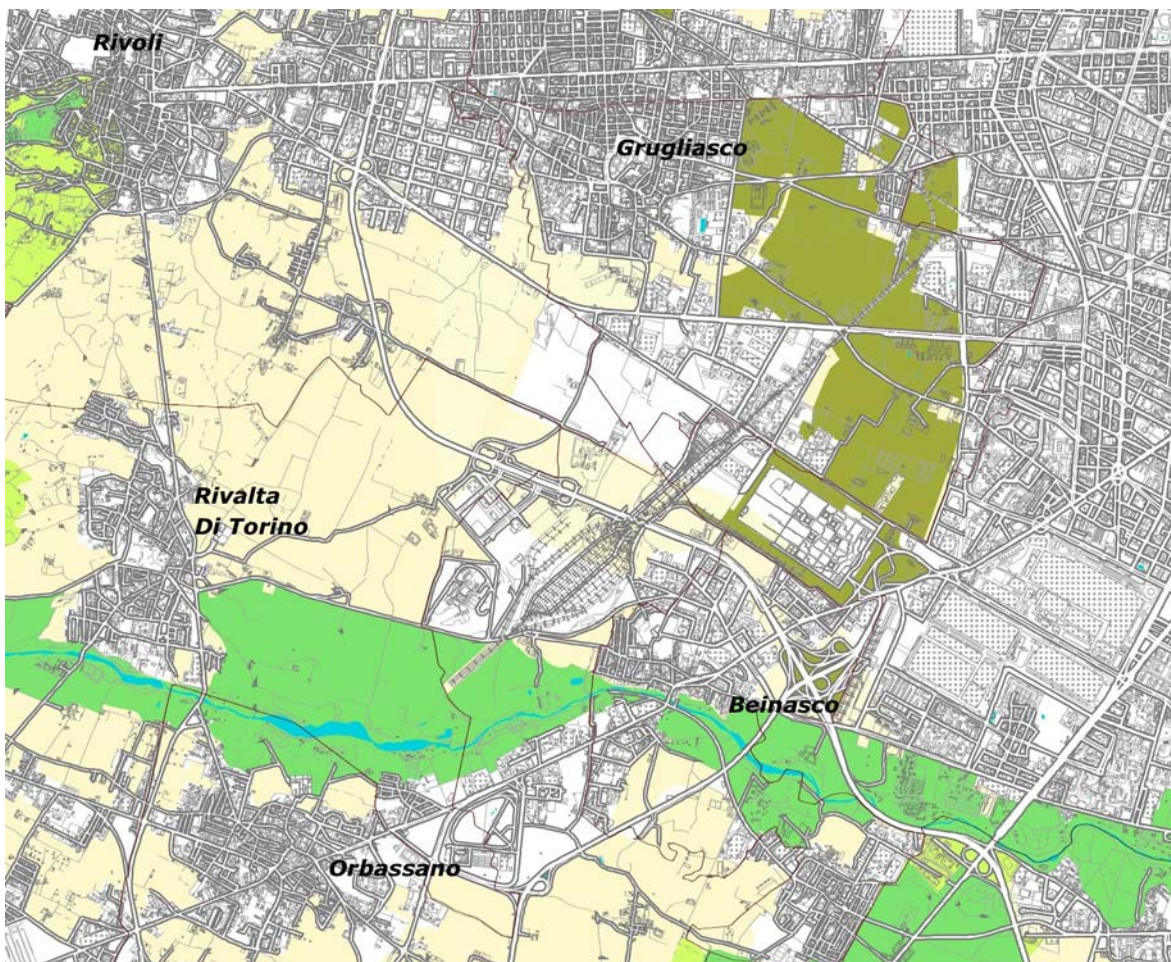 Rivoli
Grugliasco
Rivalta
Di Torino
Beinasco
Orbassano